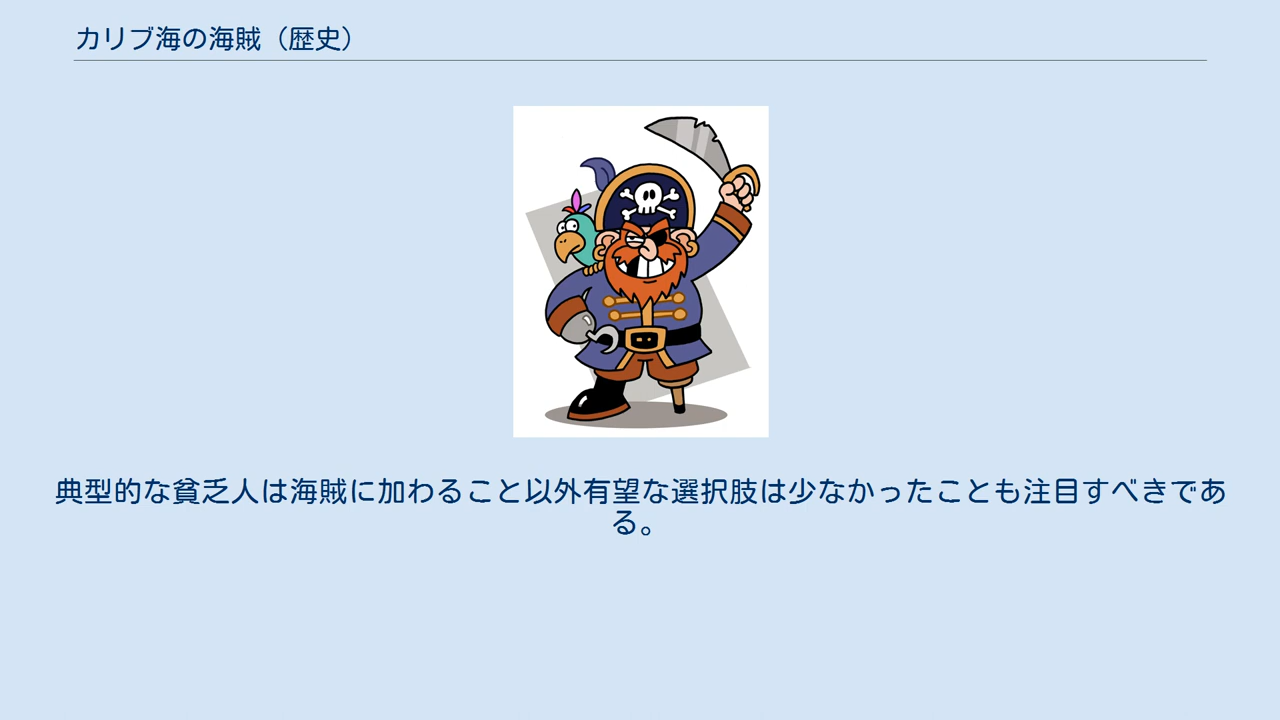 カリブ海の海賊（歴史）
典型的な貧乏人は海賊に加わること以外有望な選択肢は少なかったことも注目すべきであ
る。